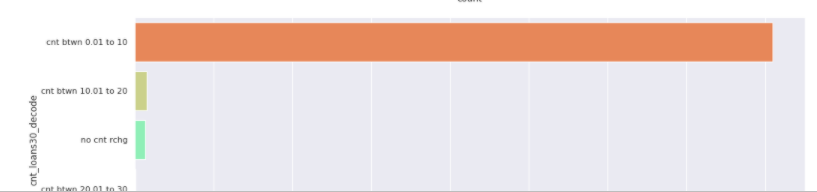 count
cnt btwn 0.01 to 10
cnt btwn 10.01 to 20
no cnt rchg
cnt btwn 20.01 to 30
cnt_loans30_decode